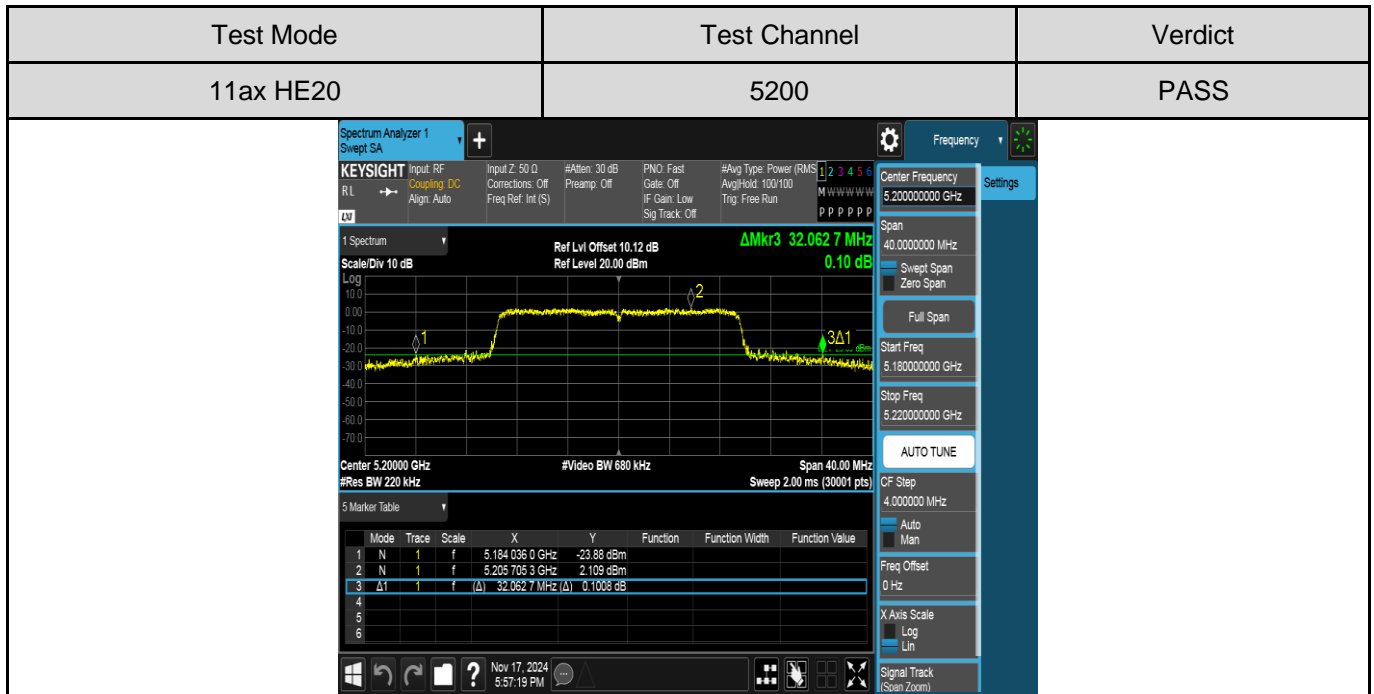 Test Mode Test Channel Verdict
11ax HE20 5200 PASS
Spectrum Analyzer 1
Swept SA
+
Frequency
KEYSIGHT
RL
LXI
Input: RF
Coupling: DC
Align: Auto
Input Z: 50 Ω
Corrections: Off
Freq Ref: Int (S)
#Atten: 30 dB
Preamp: Off
PNO: Fast
Gate: Off
IF Gain: Low
Sig Track: Off
#Avg Type: Power (RMS
Avg|Hold: 100/100
Trig: Free Run
1 2 3 4 5 6
M W W W W W
P P P P P P
Center Frequency
5.200000000 GHz
Settings
Span
40.0000000 MHz
Swept Span
Zero Span
Full Span
Start Freq
5.180000000 GHz
Stop Freq
5.220000000 GHz
AUTO TUNE
CF Step
4.000000 MHz
Auto
Man
Freq Offset
0 Hz
X Axis Scale
Log
Lin
Signal Track
(Span Zoom)
1 Spectrum
Scale/Div 10 dB
Ref Lvl Offset 10.12 dB
Ref Level 20.00 dBm
ΔMkr3 32.062 7 MHz
0.10 dB
Log
10.0
0.00
-10.0
-20.0
-30.0
-40.0
-50.0
-60.0
-70.0
1
2
3Δ1
dBm
Center 5.20000 GHz #Video BW 680 kHz Span 40.00 MHz
#Res BW 220 kHz Sweep 2.00 ms (30001 pts)
5 Marker Table
Mode Trace Scale X Y Function Function Width Function Value
1 N 1 f 5.184 036 0 GHz -23.88 dBm
2 N 1 f 5.205 705 3 GHz 2.109 dBm
3 Δ1 1 f (Δ) 32.062 7 MHz (Δ) 0.1008 dB
4
5
6
?
Nov 17, 2024
5:57:19 PM